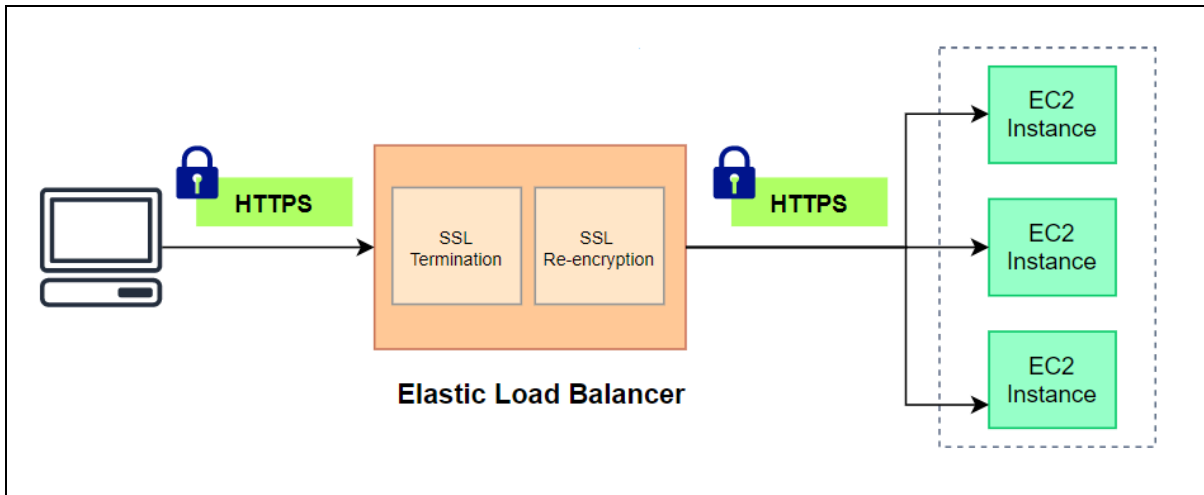 HTTPS
SSL
Termination
SSL
Re-encryption
Elastic Load Balancer
HTTPS
EC2
Instance
EC2
Instance
EC2
Instance